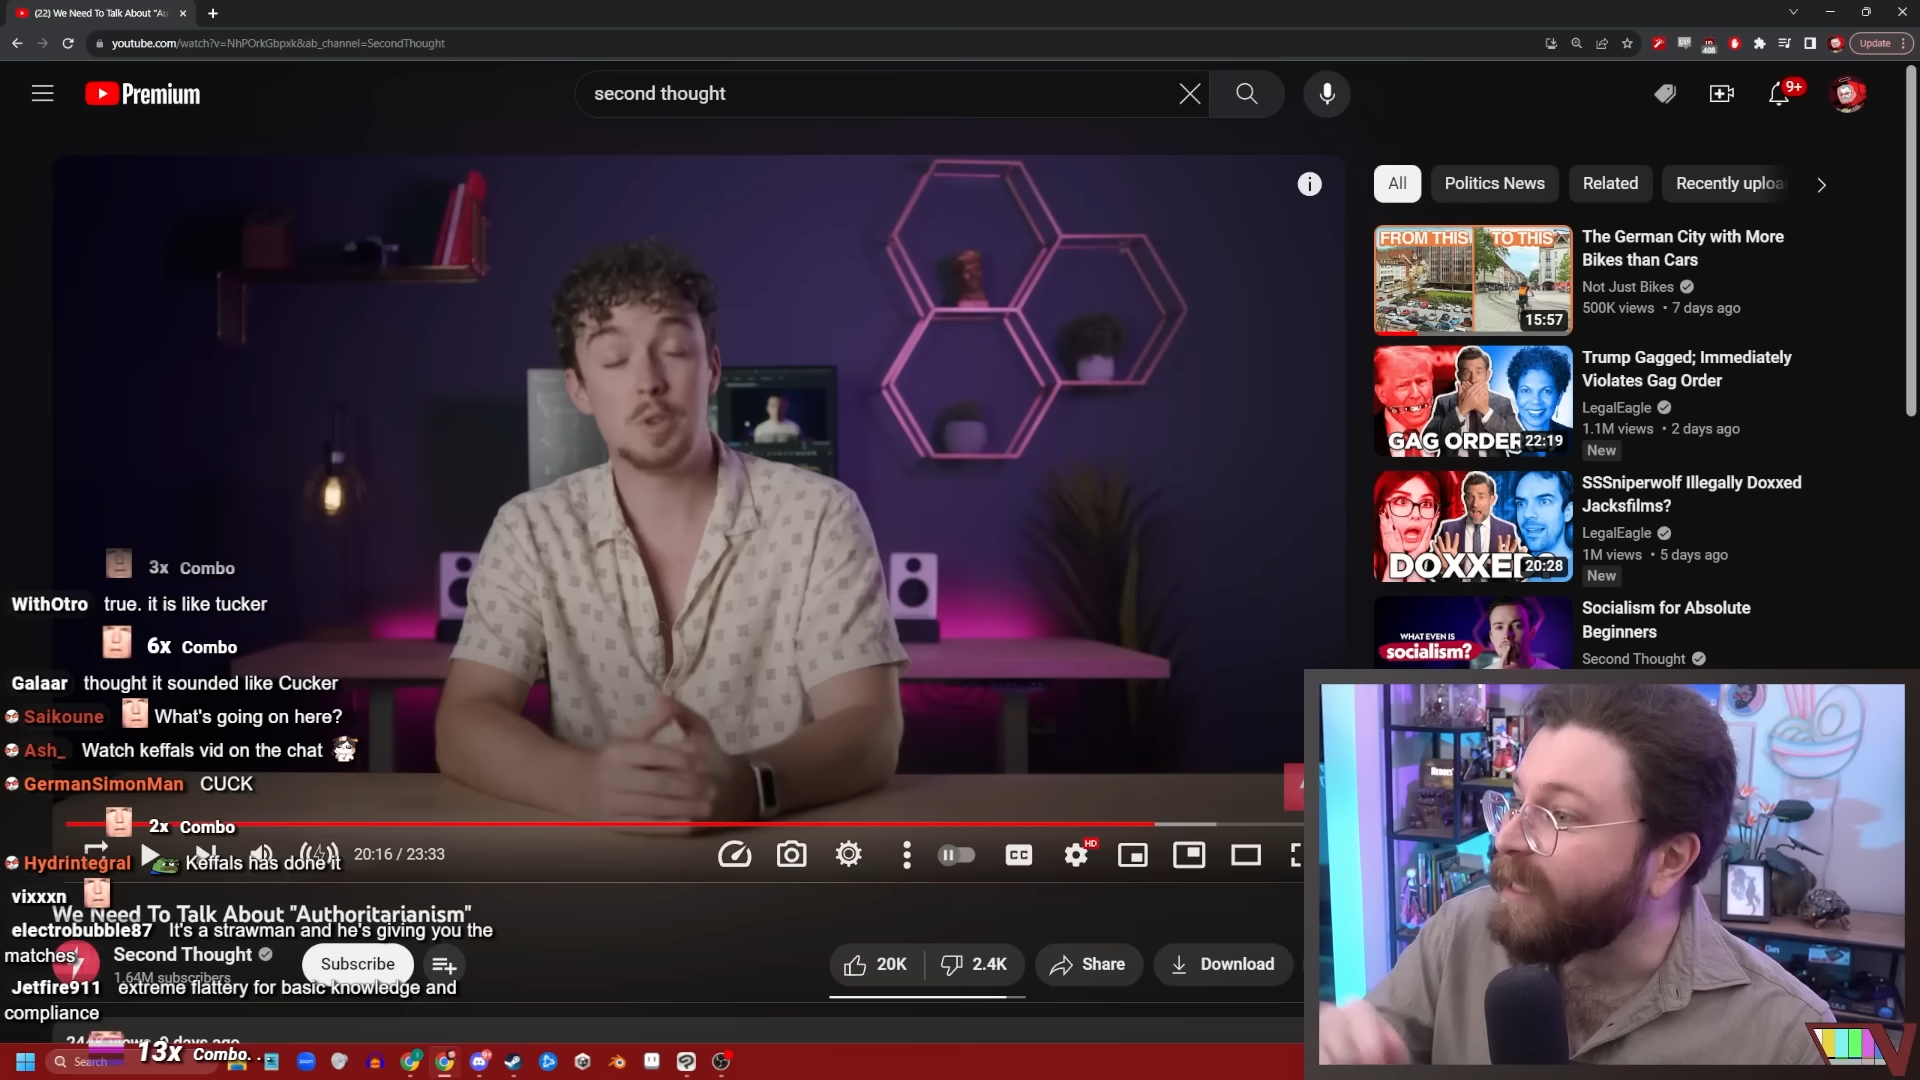 (22) We Need To Talk About "Au
youtube.com/watch?v=NhPOrkGbpxk&ab_channel=SecondThought
408
Update
Premium
second thought
9+
All
Politics News
Related
Recently uploa
FROM THIS
TO THIS
15:57
The German City with More
Bikes than Cars
Not Just Bikes
500K views • 7 days ago
GAG ORDER
22:19
Trump Gagged; Immediately
Violates Gag Order
LegalEagle
1.1M views • 2 days ago
New
DOXXED
20:28
SSSniperwolf Illegally Doxxed
Jacksfilms?
LegalEagle
1M views • 5 days ago
New
WHAT EVEN IS
socialism?
Socialism for Absolute
Beginners
Second Thought
3x Combo
WithOtro true. it is like tucker
6x Combo
Galaar thought it sounded like Cucker
Saikoune What's going on here?
Ash_ Watch keffals vid on the chat
GermanSimonMan CUCK
2x Combo
20:16 / 23:33
CC
HD
Hydrintegral Keffals has done it
vixxxn
We Need To Talk About "Authoritarianism"
electrobubble87 It's a strawman and he's giving you the
matches
Second Thought
1.64M subscribers
Subscribe
20K
2.4K
Share
Download
Jetfire911 extreme flattery for basic knowledge and
compliance
13x Combo. . .
Search